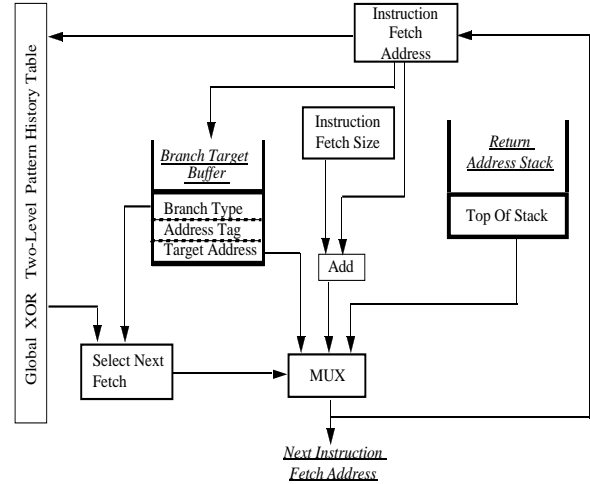 Instruction
Fetch
Address
Global XOR Two-Level Pattern History Table
Instruction
Fetch Size
Branch Target
Buffer
Return
Address Stack
Branch Type
Address Tag
Target Address
Top Of Stack
Add
Select Next
Fetch
MUX
Next Instruction
Fetch Address